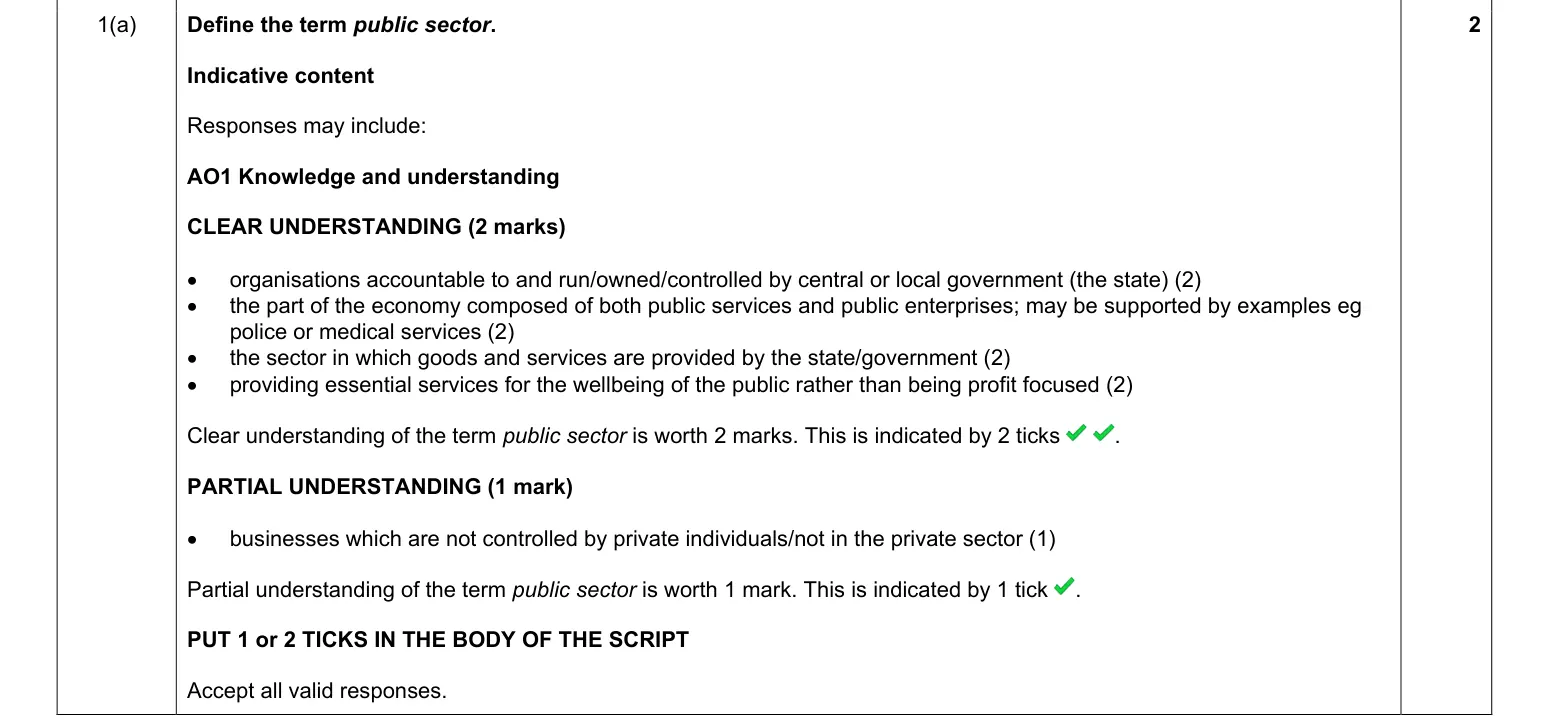 1(a) Define the term public sector. 2
Indicative content
Responses may include:
AO1 Knowledge and understanding
CLEAR UNDERSTANDING (2 marks)
• organisations accountable to and run/owned/controlled by central or local government (the state) (2)
• the part of the economy composed of both public services and public enterprises; may be supported by examples eg
police or medical services (2)
• the sector in which goods and services are provided by the state/government (2)
• providing essential services for the wellbeing of the public rather than being profit focused (2)
Clear understanding of the term public sector is worth 2 marks. This is indicated by 2 ticks ✓ ✓.
PARTIAL UNDERSTANDING (1 mark)
• businesses which are not controlled by private individuals/not in the private sector (1)
Partial understanding of the term public sector is worth 1 mark. This is indicated by 1 tick ✓.
PUT 1 or 2 TICKS IN THE BODY OF THE SCRIPT
Accept all valid responses.